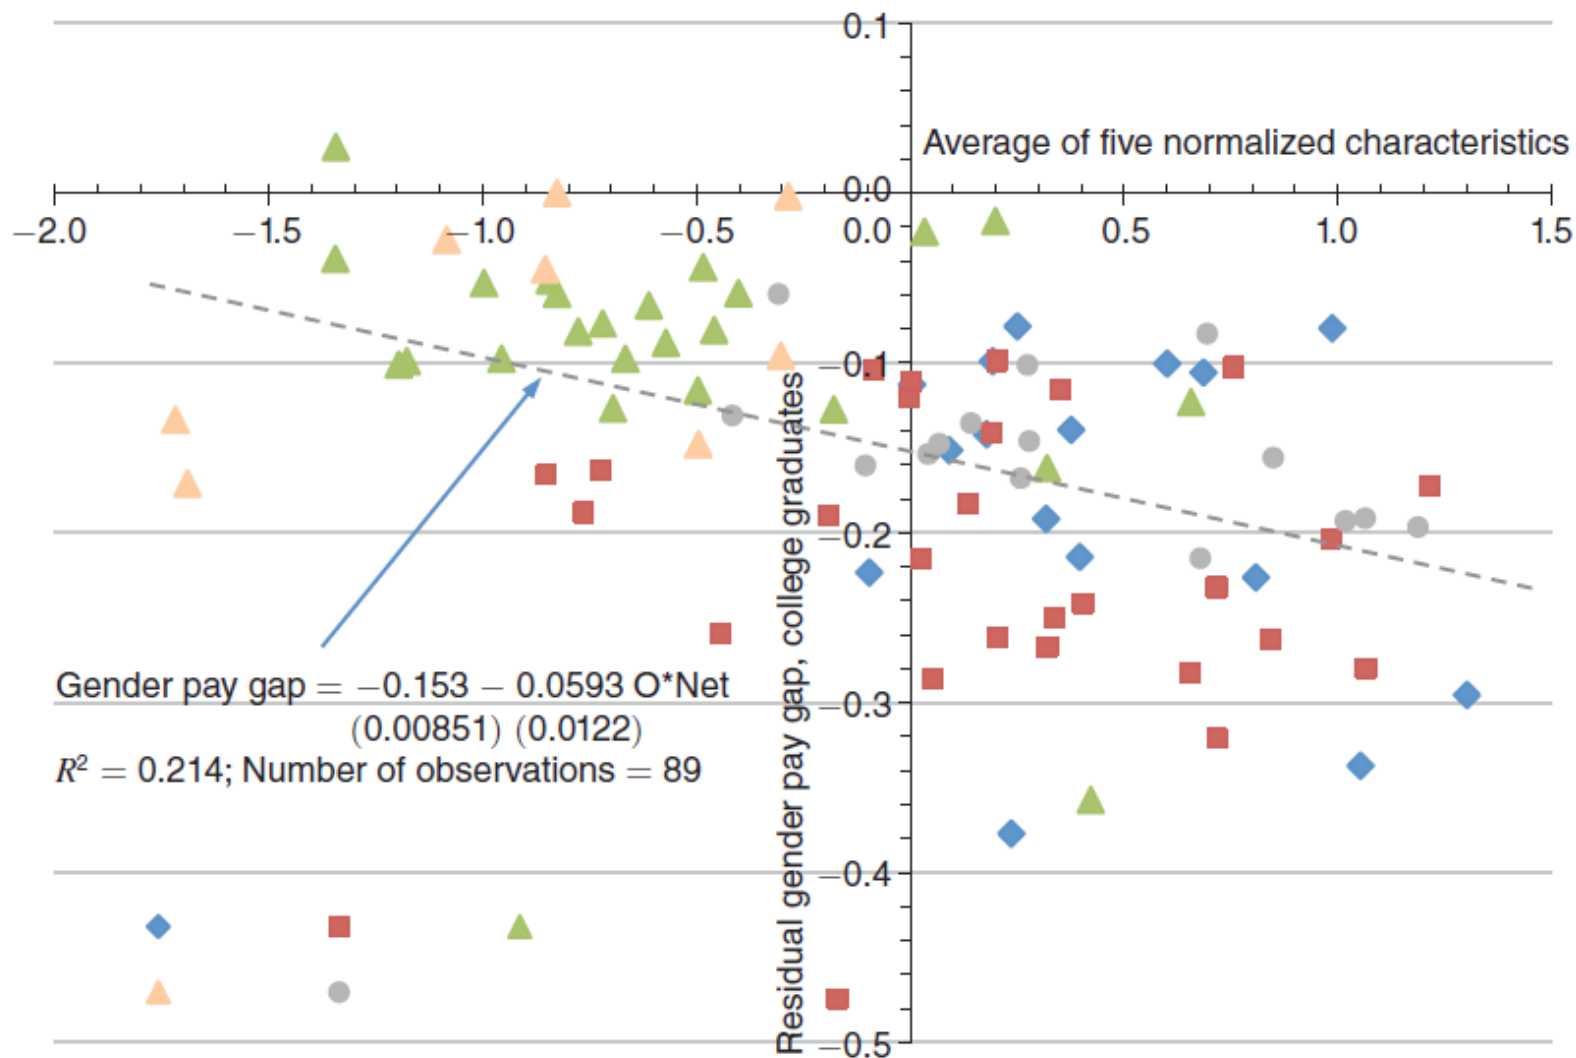 0.1
Average of five normalized characteristics
0.0
−2.0 −1.5 −1.0 −0.5 0.0 0.5 1.0 1.5
−0.1
−0.2
−0.3
−0.4
−0.5
Residual gender pay gap, college graduates
Gender pay gap = −0.153 − 0.0593 O*Net
(0.00851) (0.0122)
R² = 0.214; Number of observations = 89